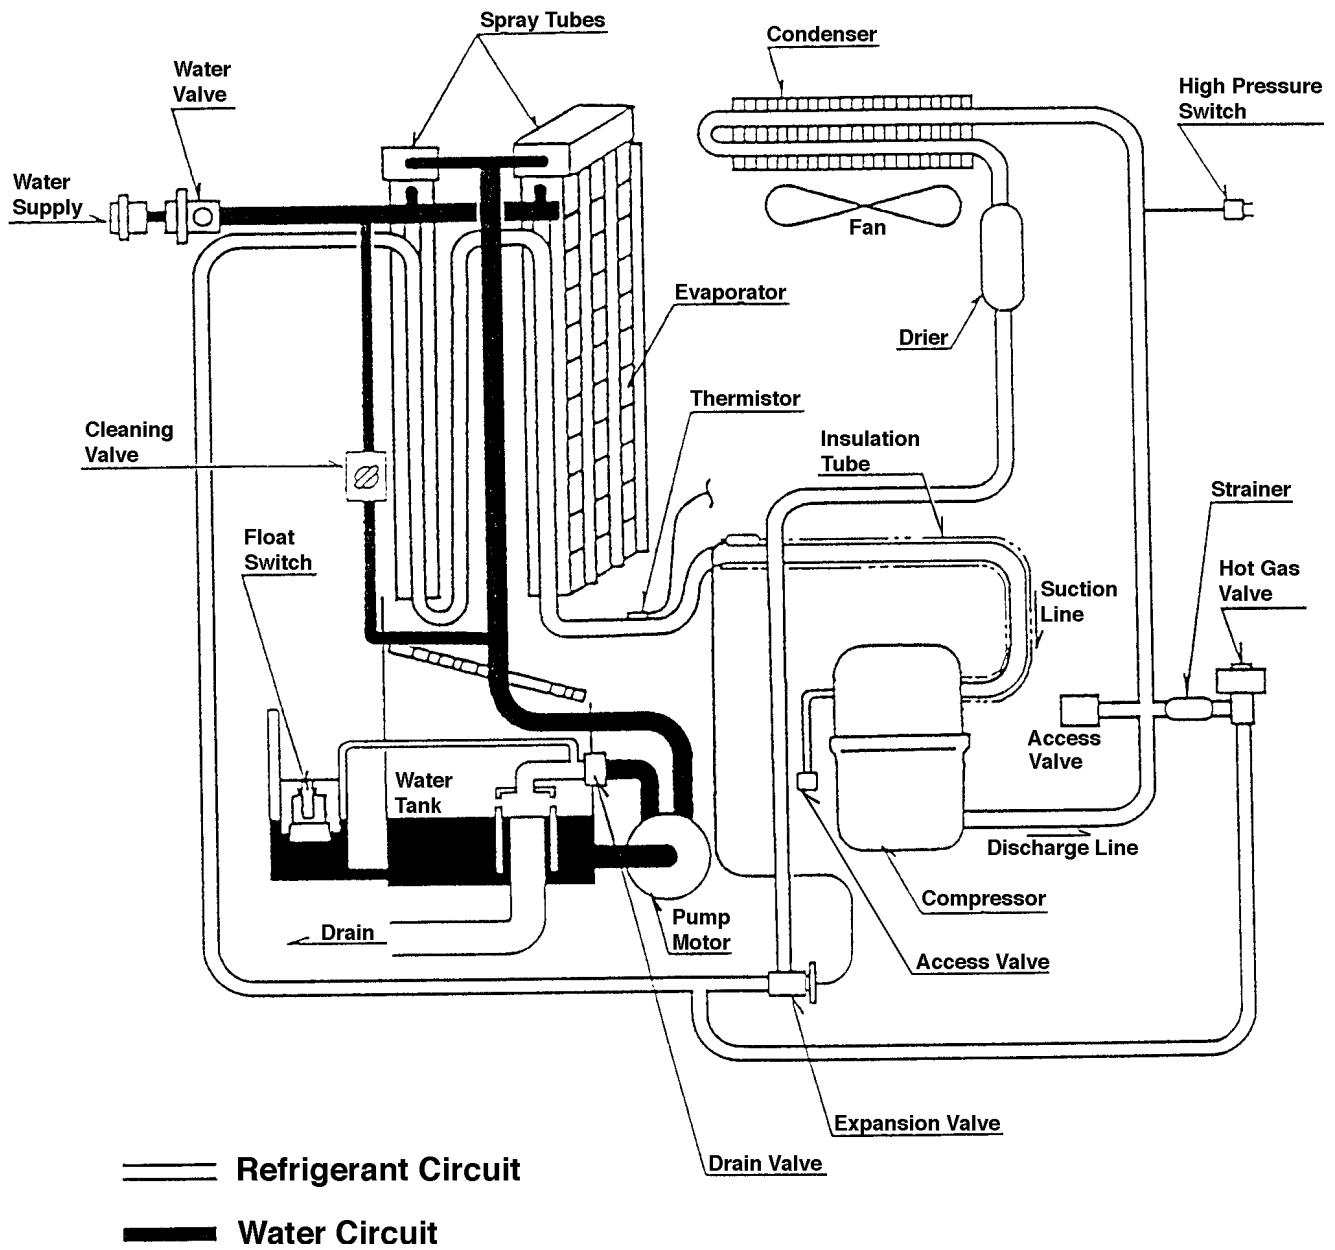 Spray Tubes
Condenser
Water
Valve
High Pressure
Switch
Water
Supply
Fan
Evaporator
Drier
Thermistor
Cleaning
Valve
Insulation
Tube
Strainer
Float
Switch
Hot Gas
Valve
Suction
Line
Access
Valve
Water
Tank
Discharge Line
Compressor
Drain
Pump
Motor
Access Valve
Expansion Valve
Drain Valve
Refrigerant Circuit
Water Circuit